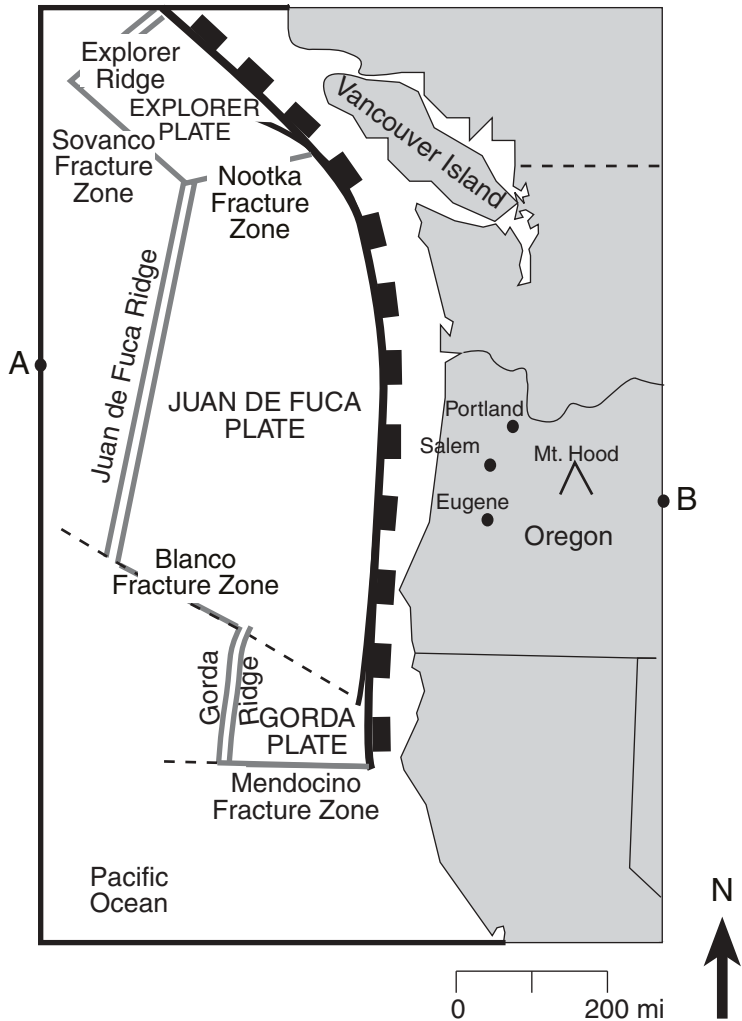 Explorer
Ridge
EXPLORER
PLATE
Vancouver Island
Sovanco
Fracture
Zone
Nootka
Fracture
Zone
Juan de Fuca Ridge
A
JUAN DE FUCA
PLATE
Portland
Salem
Mt. Hood
Eugene
B
Oregon
Blanco
Fracture Zone
Gorda
Ridge
GORDA
PLATE
Mendocino
Fracture Zone
Pacific
Ocean
N
0 200 mi